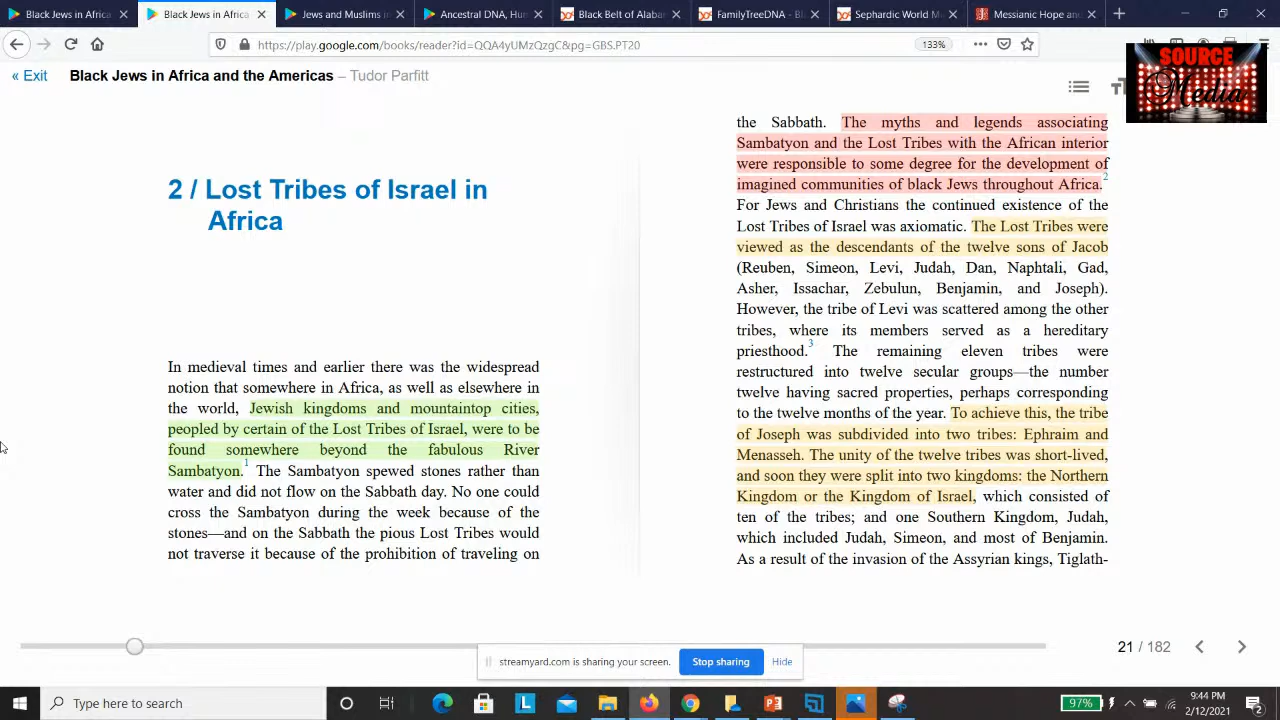 Black Jews in Africa
Black Jews in Africa
Jews and Muslims in
Ancestral DNA, Hum
Black Belt of Alabam
FamilyTreeDNA - Bla
Sephardic World Ma
Messianic Hope and
https://play.google.com/books/reader?id=QQA4yUMzQzgC&pg=GBS.PT20
133%
SOURCE
Media
« Exit
Black Jews in Africa and the Americas – Tudor Parfitt
2 / Lost Tribes of Israel in
Africa
In medieval times and earlier there was the widespread
notion that somewhere in Africa, as well as elsewhere in
the world, Jewish kingdoms and mountaintop cities,
peopled by certain of the Lost Tribes of Israel, were to be
found somewhere beyond the fabulous River
Sambatyon.1 The Sambatyon spewed stones rather than
water and did not flow on the Sabbath day. No one could
cross the Sambatyon during the week because of the
stones—and on the Sabbath the pious Lost Tribes would
not traverse it because of the prohibition of traveling on
the Sabbath. The myths and legends associating
Sambatyon and the Lost Tribes with the African interior
were responsible to some degree for the development of
imagined communities of black Jews throughout Africa.2
For Jews and Christians the continued existence of the
Lost Tribes of Israel was axiomatic. The Lost Tribes were
viewed as the descendants of the twelve sons of Jacob
(Reuben, Simeon, Levi, Judah, Dan, Naphtali, Gad,
Asher, Issachar, Zebulun, Benjamin, and Joseph).
However, the tribe of Levi was scattered among the other
tribes, where its members served as a hereditary
priesthood.3 The remaining eleven tribes were
restructured into twelve secular groups—the number
twelve having sacred properties, perhaps corresponding
to the twelve months of the year. To achieve this, the tribe
of Joseph was subdivided into two tribes: Ephraim and
Menasseh. The unity of the twelve tribes was short-lived,
and soon they were split into two kingdoms: the Northern
Kingdom or the Kingdom of Israel, which consisted of
ten of the tribes; and one Southern Kingdom, Judah,
which included Judah, Simeon, and most of Benjamin.
As a result of the invasion of the Assyrian kings, Tiglath-
21 / 182
streamyard.com is sharing your screen.
Stop sharing
Hide
Type here to search
97%
9:44 PM
2/12/2021
2